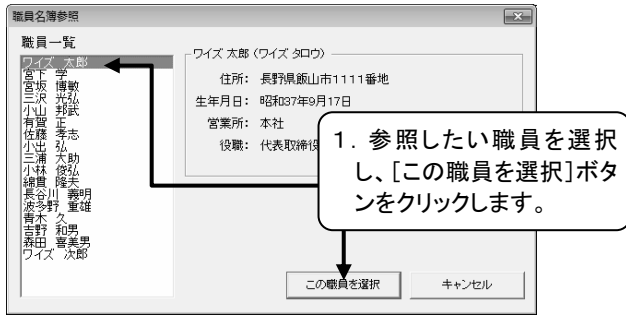 職員名簿参照
職員一覧
ワイズ 太郎
宮下 学
宮坂 博敏
三沢 光弘
小山 邦武
有賀 正
佐藤 孝志
小出 弘
三浦 大助
小林 俊弘
綿貫 隆夫
長谷川 義明
波多野 重雄
青木 久
吉野 和男
森田 喜美男
ワイズ 次郎
ワイズ 太郎 (ワイズ タロウ)
住所: 長野県飯山市1111番地
生年月日: 昭和37年9月17日
営業所: 本社
役職: 代表取締役
1. 参照したい職員を選択
し、[この職員を選択]ボタ
ンをクリックします。
この職員を選択
キャンセル